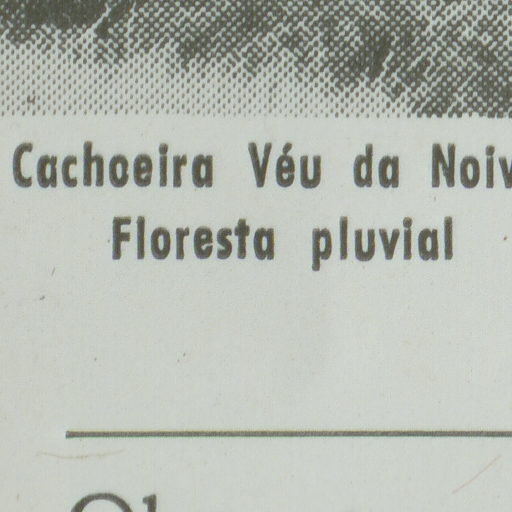 Cachoeira Véu da Noiv
Floresta pluvial